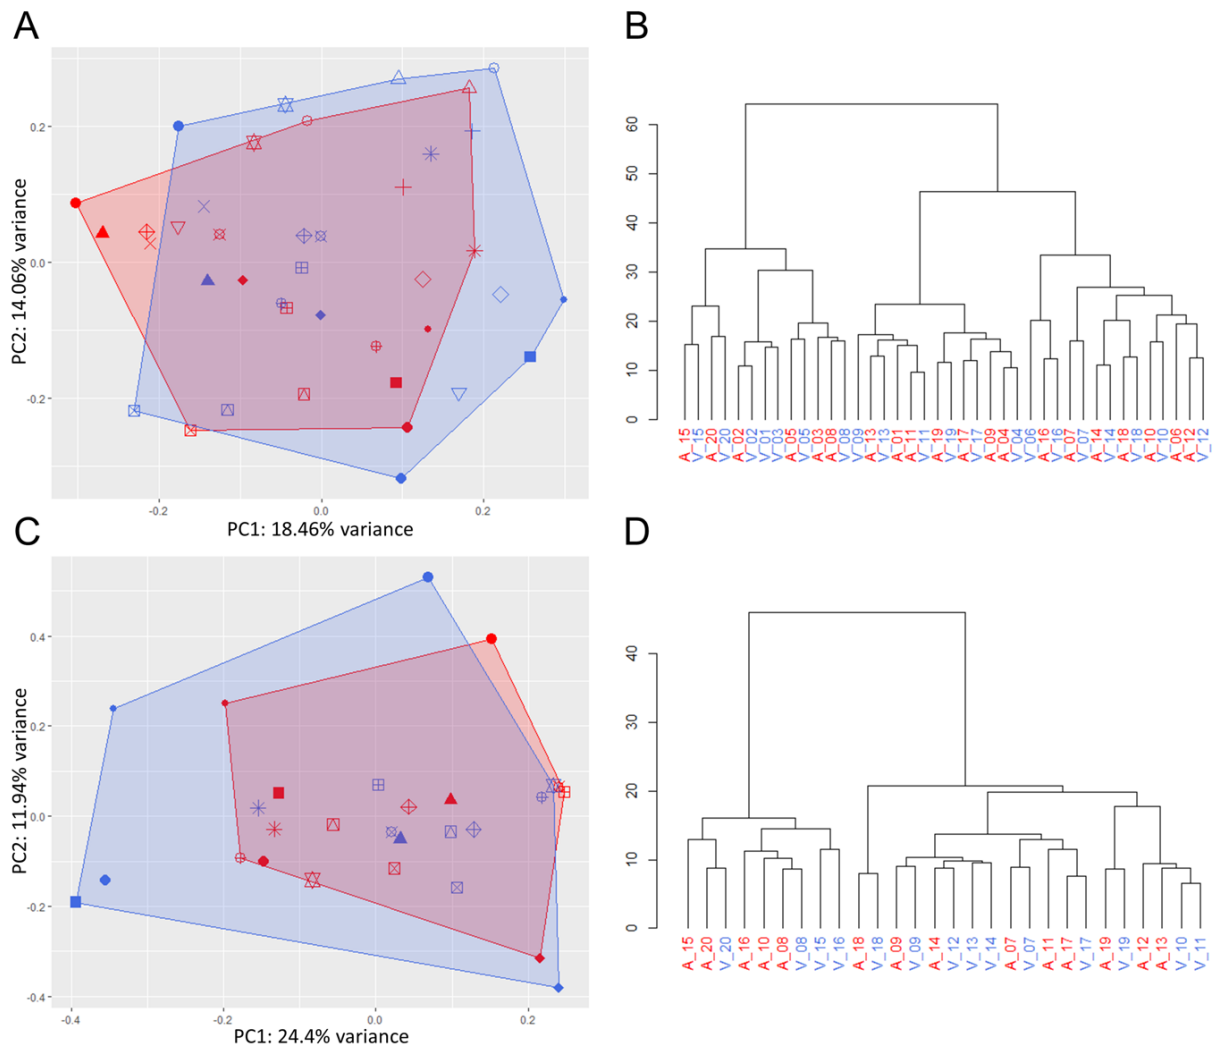 A
PC2: 14.06% variance
0.2
0.0
-0.2
-0.2
0.0
0.2
PC1: 18.46% variance
B
60
50
40
30
20
10
0
A_15
V_15
A_20
V_20
A_02
V_02
V_01
V_03
A_05
V_05
A_03
A_08
V_08
V_09
A_13
V_13
A_01
A_11
V_11
A_19
V_19
A_17
V_17
A_09
A_04
V_04
V_06
A_16
V_16
A_07
V_07
A_14
V_14
A_18
V_18
A_10
V_10
A_06
A_12
V_12
C
PC2: 11.94% variance
0.4
0.2
0.0
-0.2
-0.4
-0.4
-0.2
0.0
0.2
PC1: 24.4% variance
D
40
30
20
10
0
A_15
A_20
V_20
A_16
A_10
A_08
V_08
V_15
V_16
A_18
V_18
A_09
V_09
A_14
V_12
V_13
V_14
A_07
V_07
A_11
A_17
V_17
A_19
V_19
A_12
A_13
V_10
V_11